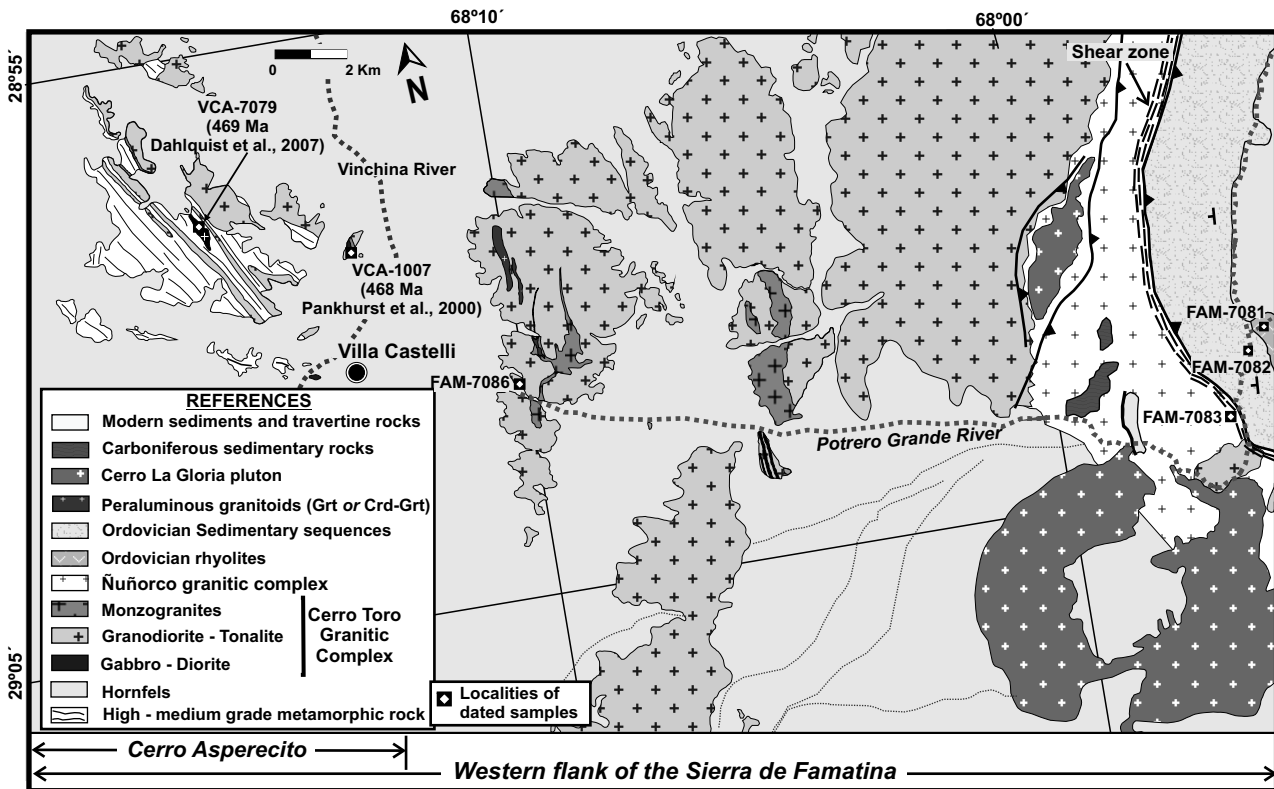 68º10´
68º00´
28º55´
29º05´
0 2 Km
N
Shear zone
VCA-7079
(469 Ma
Dahlquist et al., 2007)
Vinchina River
VCA-1007
(468 Ma
Pankhurst et al., 2000)
Villa Castelli
FAM-7086
FAM-7081
FAM-7082
FAM-7083
Potrero Grande River
REFERENCES
Modern sediments and travertine rocks
Carboniferous sedimentary rocks
Cerro La Gloria pluton
Peraluminous granitoids (Grt or Crd-Grt)
Ordovician Sedimentary sequences
Ordovician rhyolites
Ñuñorco granitic complex
Monzogranites
Granodiorite - Tonalite
Gabbro - Diorite
Cerro Toro
Granitic
Complex
Hornfels
High - medium grade metamorphic rock
Localities of
dated samples
Cerro Asperecito
Western flank of the Sierra de Famatina